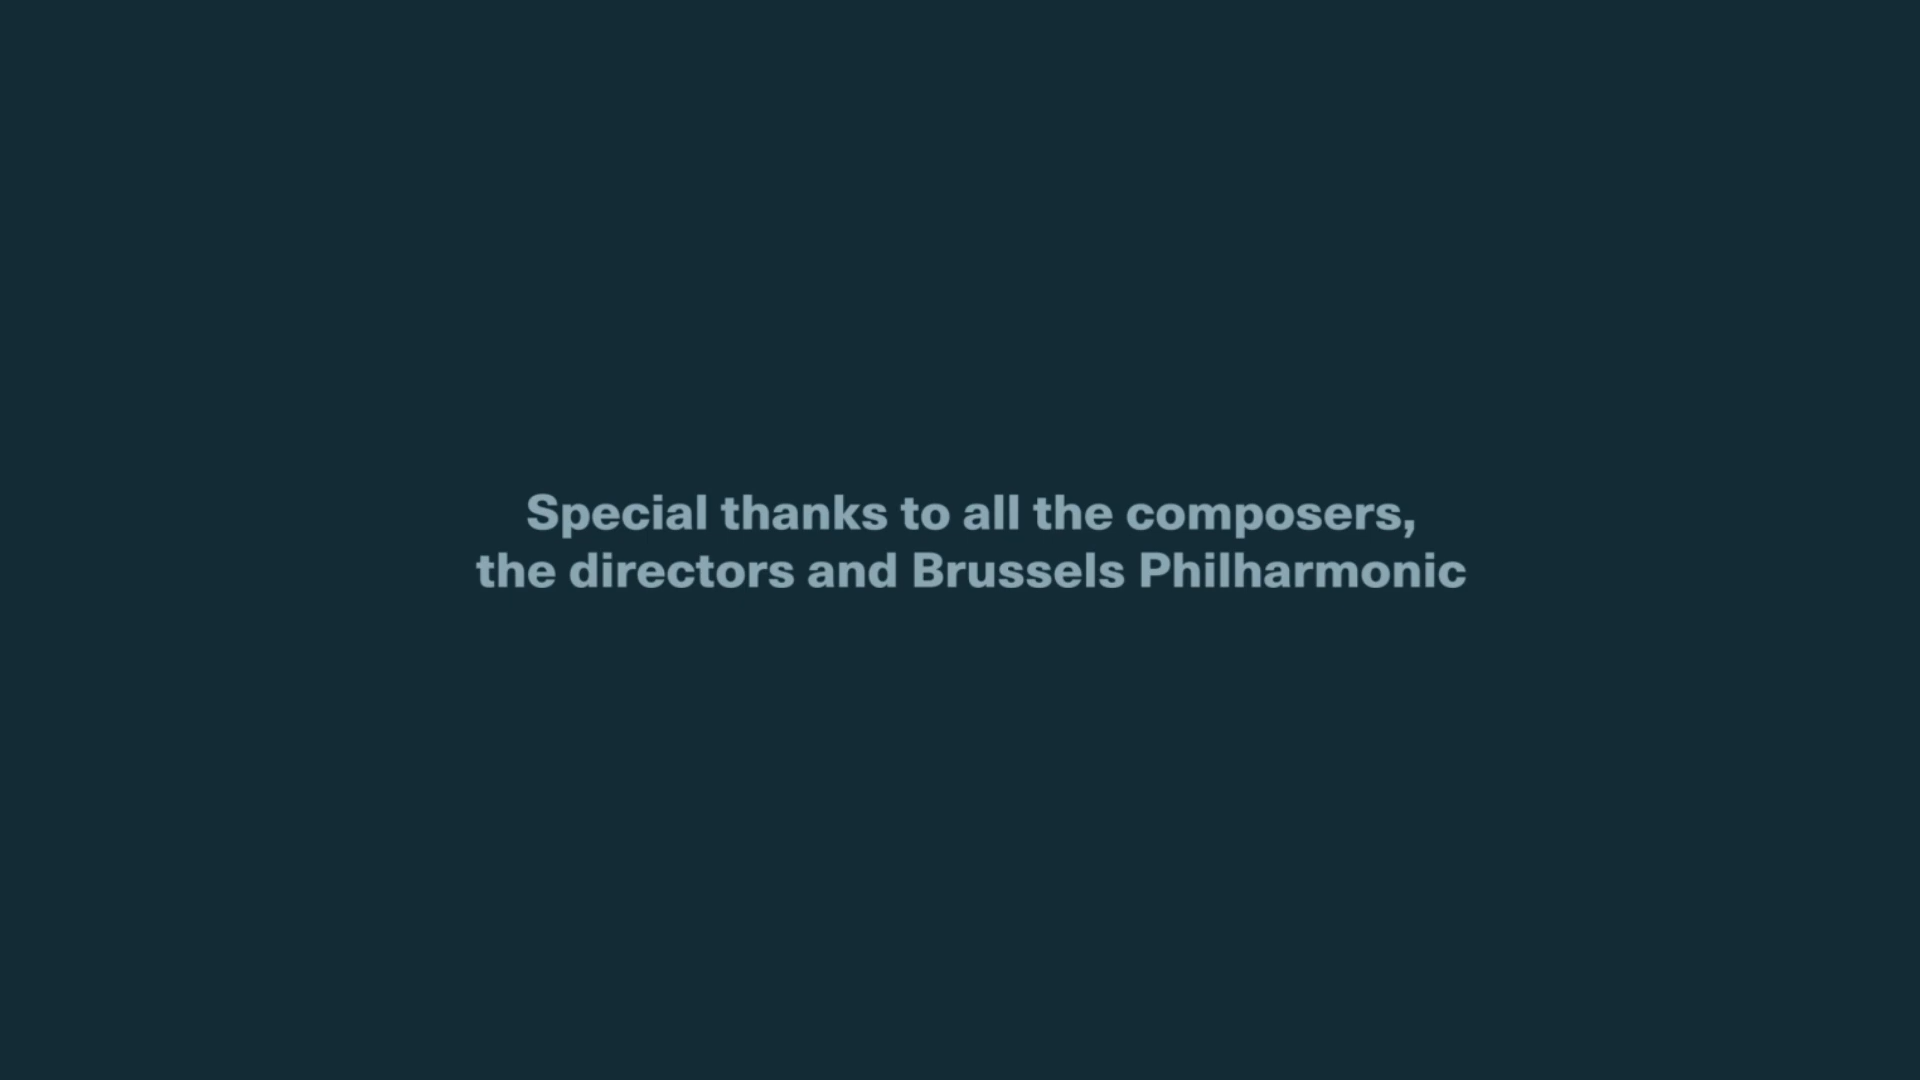 Special thanks to all the composers,
the directors and Brussels Philharmonic